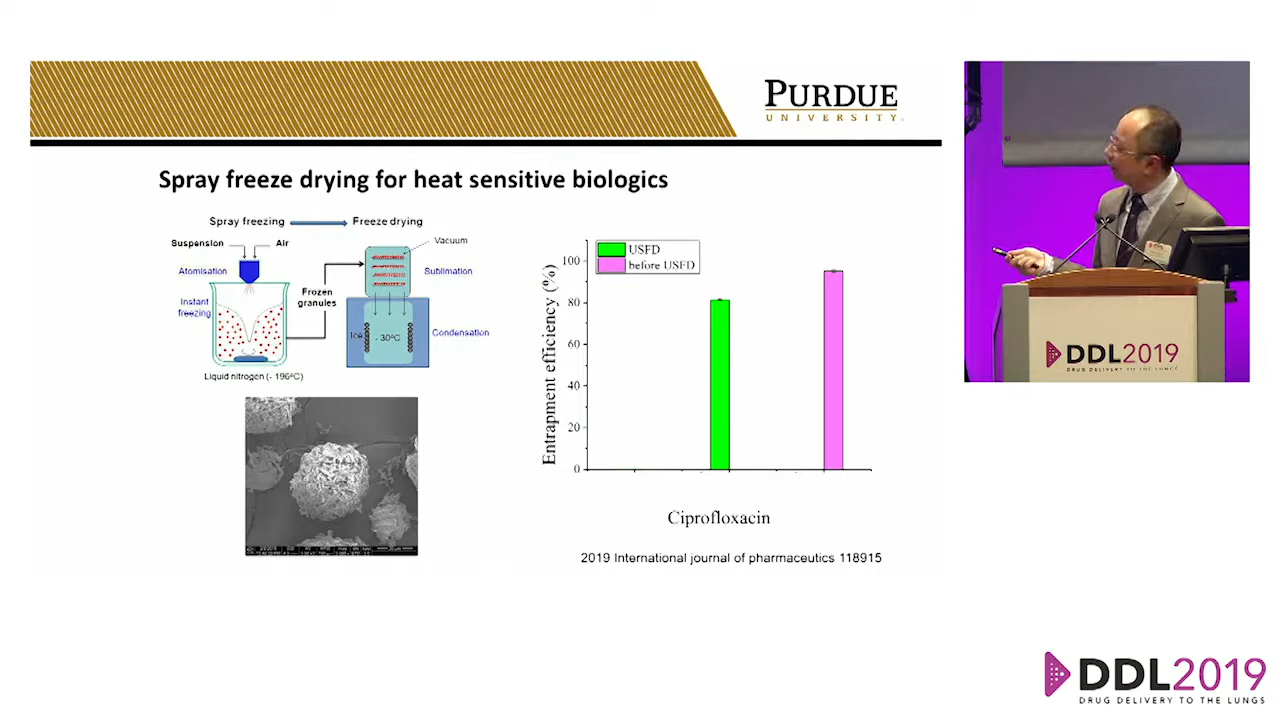 PURDUE
UNIVERSITY
Spray freeze drying for heat sensitive biologics
Spray freezing
Freeze drying
Suspension
Air
Vacuum
Atomisation
Sublimation
Instant
freezing
Frozen
granules
Ice
- 30ºC
Condensation
Liquid nitrogen (- 196ºC)
USFD
before USFD
Entrapment efficiency (%)
100
80
60
40
20
0
Ciprofloxacin
2019 International journal of pharmaceutics 118915
DDL2019
DRUG DELIVERY TO THE LUNGS
DDL2019
DRUG DELIVERY TO THE LUNGS